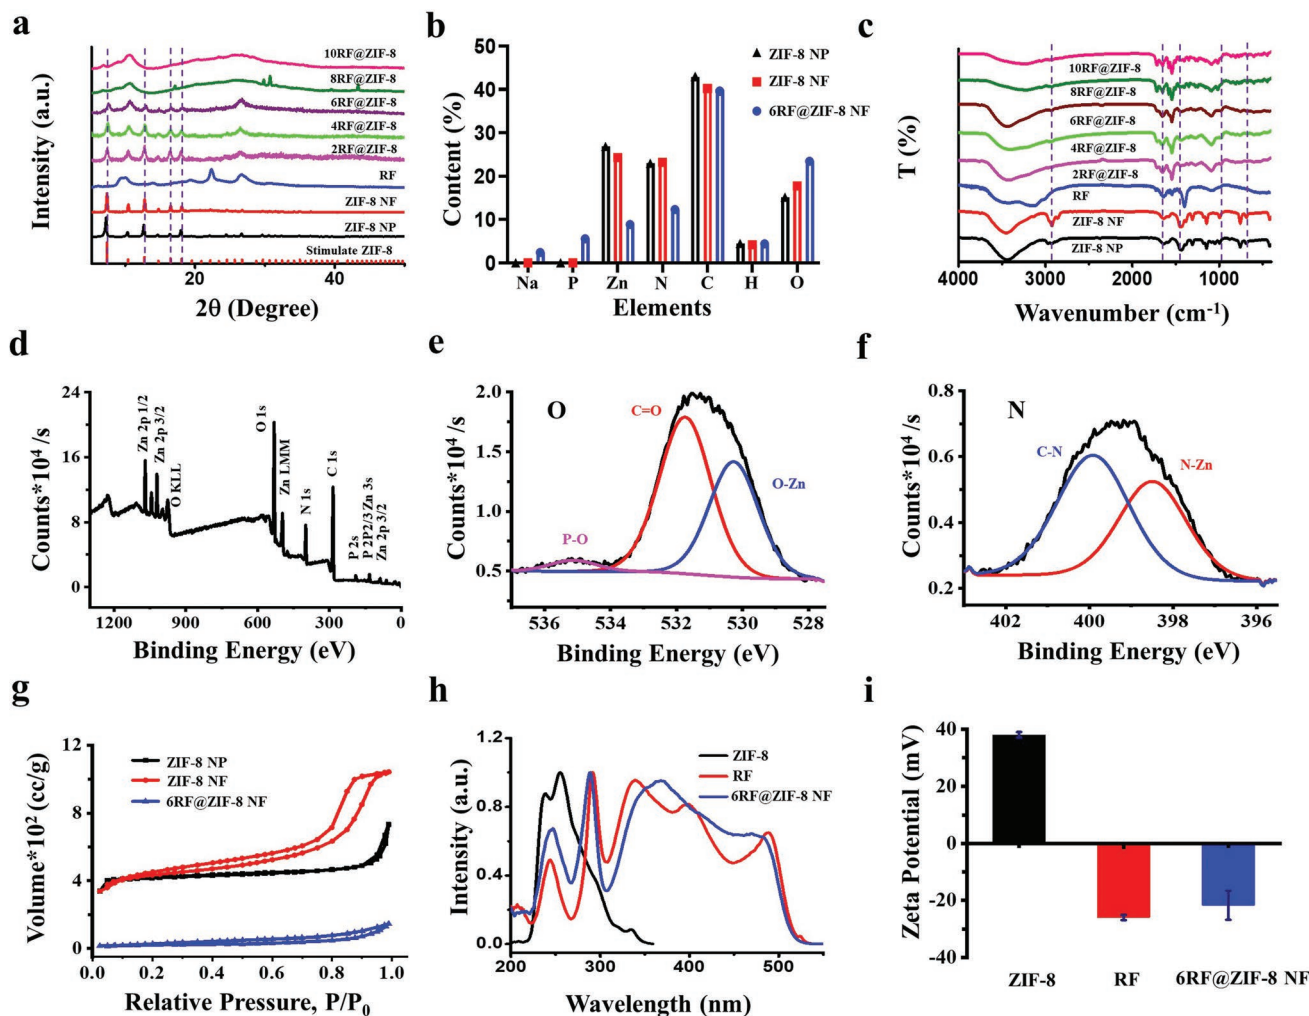 a
Intensity (a.u.)
10RF@ZIF-8
8RF@ZIF-8
6RF@ZIF-8
4RF@ZIF-8
2RF@ZIF-8
RF
ZIF-8 NF
ZIF-8 NP
Stimulate ZIF-8
20 40
2θ (Degree)
b
Content (%)
50
40
30
20
10
0
ZIF-8 NP
ZIF-8 NF
6RF@ZIF-8 NF
Na P Zn N C H O
Elements
c
T (%)
10RF@ZIF-8
8RF@ZIF-8
6RF@ZIF-8
4RF@ZIF-8
2RF@ZIF-8
RF
ZIF-8 NF
ZIF-8 NP
4000 3000 2000 1000
Wavenumber (cm-1)
d
Counts*10⁴ /s
24
16
8
0
Zn 2p 1/2
Zn 2p 3/2
O KLL
O 1s
Zn LMM
N 1s
C 1s
P 2s
P 2P2/3 Zn 3s
Zn 2p 3/2
1200 900 600 300 0
Binding Energy (eV)
e
Counts*10⁴ /s
2.0
1.5
1.0
0.5
O
C=O
O-Zn
P-O
536 534 532 530 528
Binding Energy (eV)
f
Counts*10⁴ /s
0.8
0.6
0.4
0.2
N
C-N
N-Zn
402 400 398 396
Binding Energy (eV)
g
Volume*10² (cc/g)
12
8
4
0
ZIF-8 NP
ZIF-8 NF
6RF@ZIF-8 NF
0.0 0.2 0.4 0.6 0.8 1.0
Relative Pressure, P/P₀
h
Intensity (a.u.)
1.2
0.8
0.4
0.0
ZIF-8
RF
6RF@ZIF-8 NF
200 300 400 500
Wavelength (nm)
i
Zeta Potential (mV)
40
20
0
-20
-40
ZIF-8 RF 6RF@ZIF-8 NF